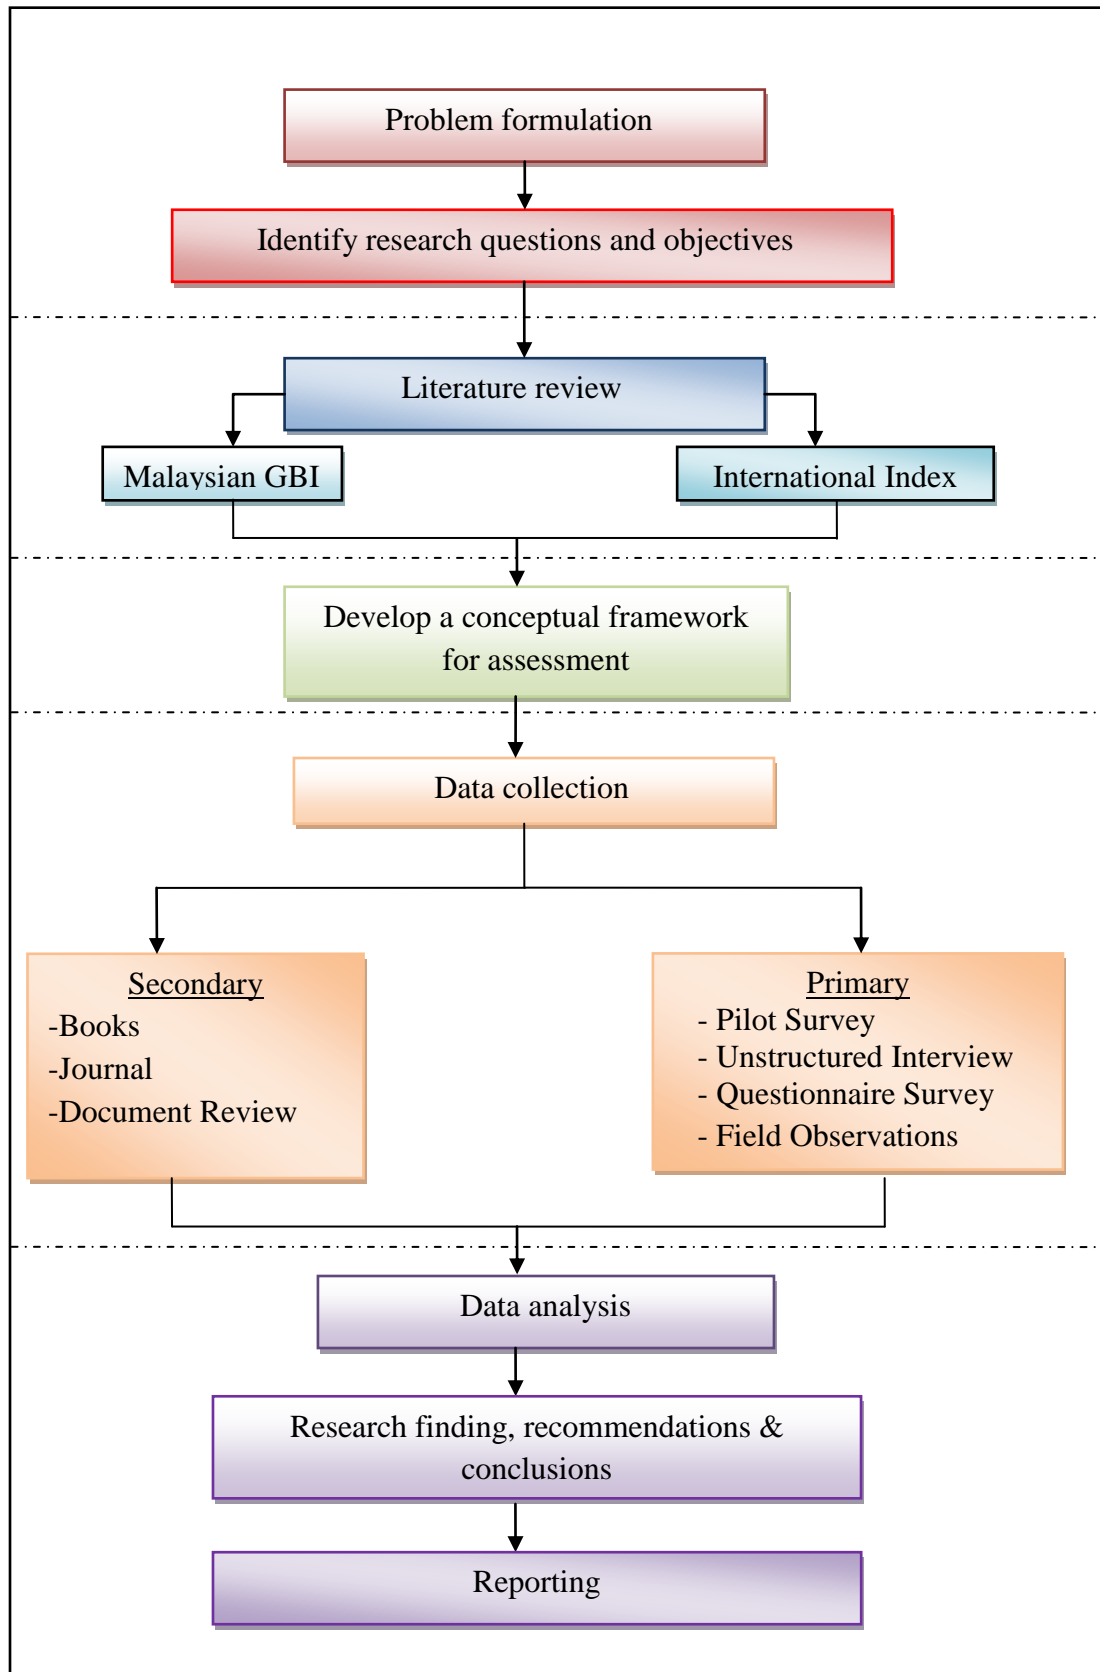 Problem formulation
Identify research questions and objectives
Literature review
Malaysian GBI
International Index
Develop a conceptual framework
for assessment
Data collection
Secondary
-Books
-Journal
-Document Review
Primary
- Pilot Survey
- Unstructured Interview
- Questionnaire Survey
- Field Observations
Data analysis
Research finding, recommendations &
conclusions
Reporting